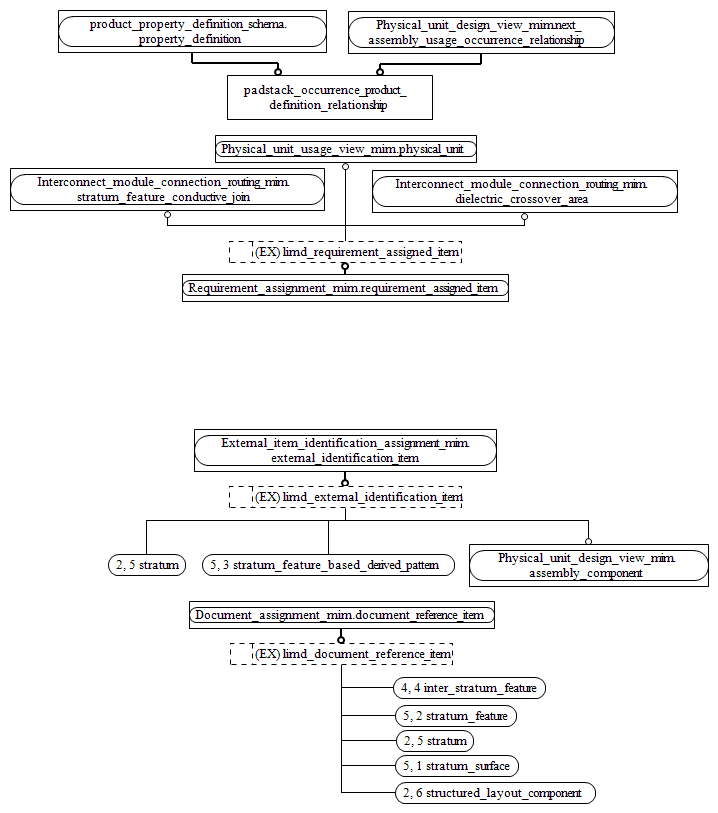 product_property_definition_schema.
property_definition
Physical_unit_design_view_mim.next_
assembly_usage_occurrence_relationship
padstack_occurrence_product_
definition_relationship
Physical_unit_usage_view_mim.physical_unit
Interconnect_module_connection_routing_mim.
stratum_feature_conductive_join
Interconnect_module_connection_routing_mim.
dielectric_crossover_area
(EX) limd_requirement_assigned_item
Requirement_assignment_mim.requirement_assigned_item
External_item_identification_assignment_mim.
external_identification_item
(EX) limd_external_identification_item
2, 5 stratum
5, 3 stratum_feature_based_derived_pattern
Physical_unit_design_view_mim.
assembly_component
Document_assignment_mim.document_reference_item
(EX) limd_document_reference_item
4, 4 inter_stratum_feature
5, 2 stratum_feature
2, 5 stratum
5, 1 stratum_surface
2, 6 structured_layout_component